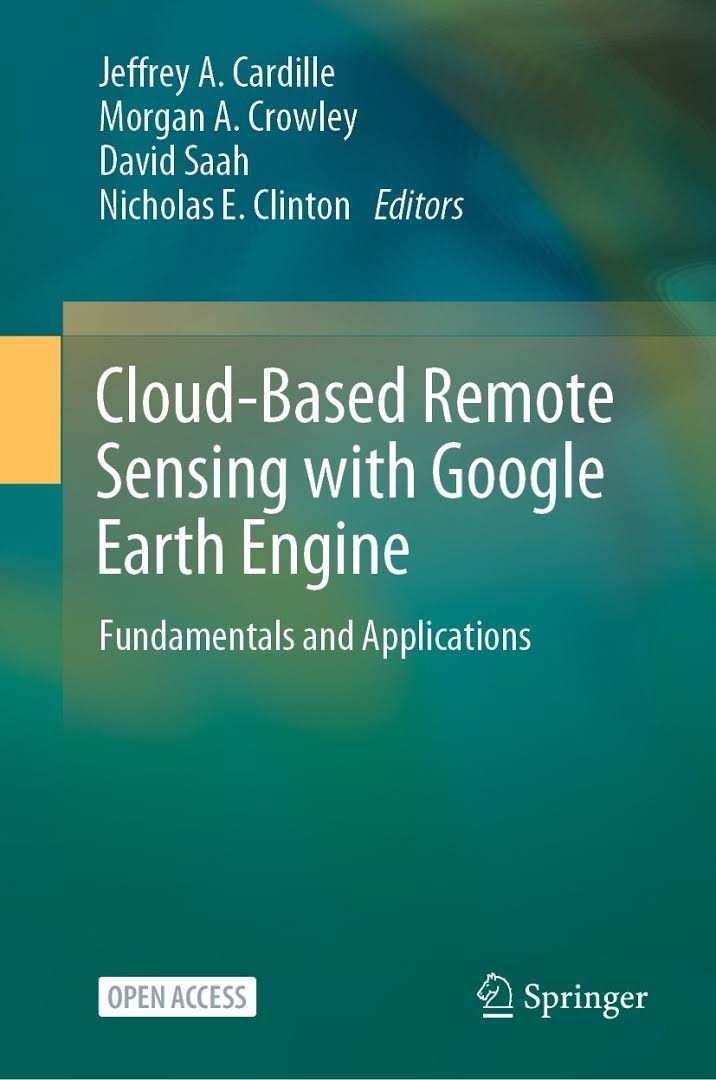 Jeffrey A. Cardille
Morgan A. Crowley
David Saah
Nicholas E. Clinton Editors
Cloud-Based Remote
Sensing with Google
Earth Engine
Fundamentals and Applications
OPEN ACCESS
Springer